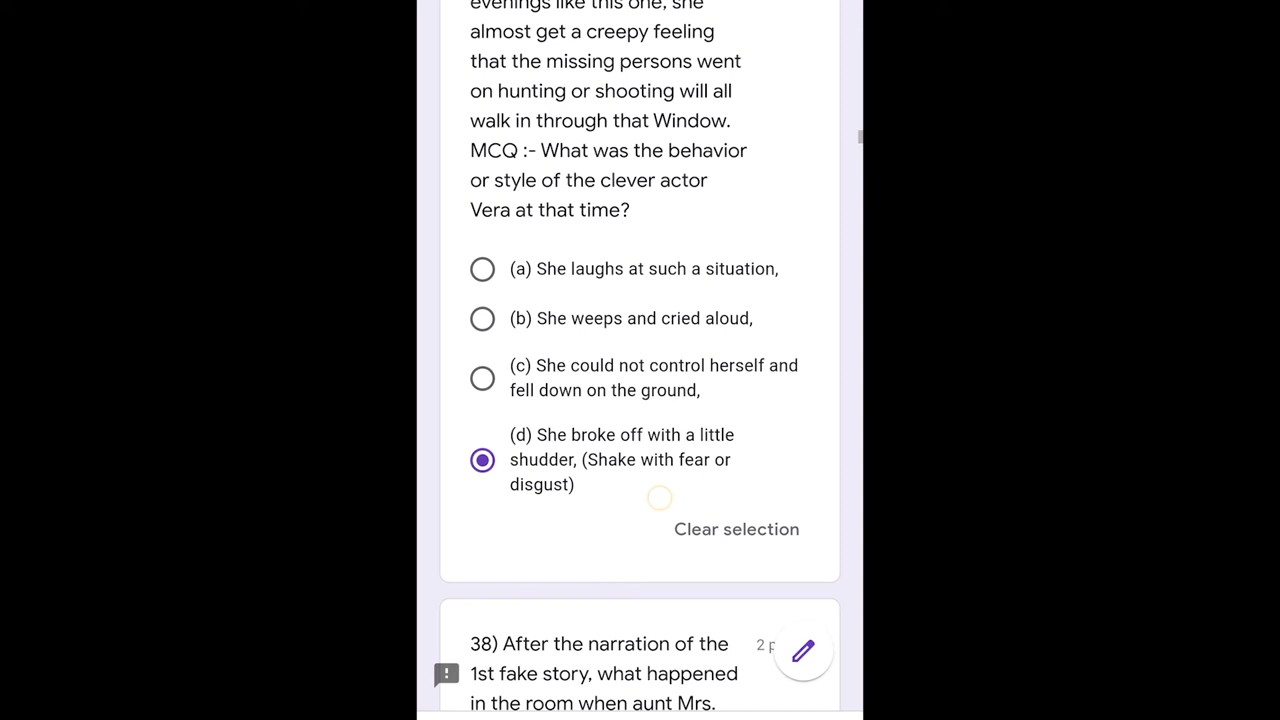 evenings like this one, she
almost get a creepy feeling
that the missing persons went
on hunting or shooting will all
walk in through that Window.
MCQ :- What was the behavior
or style of the clever actor
Vera at that time?
(a) She laughs at such a situation,
(b) She weeps and cried aloud,
(c) She could not control herself and
fell down on the ground,
(d) She broke off with a little
shudder, (Shake with fear or
disgust)
Clear selection
38) After the narration of the
2 p
1st fake story, what happened
in the room when aunt Mrs.